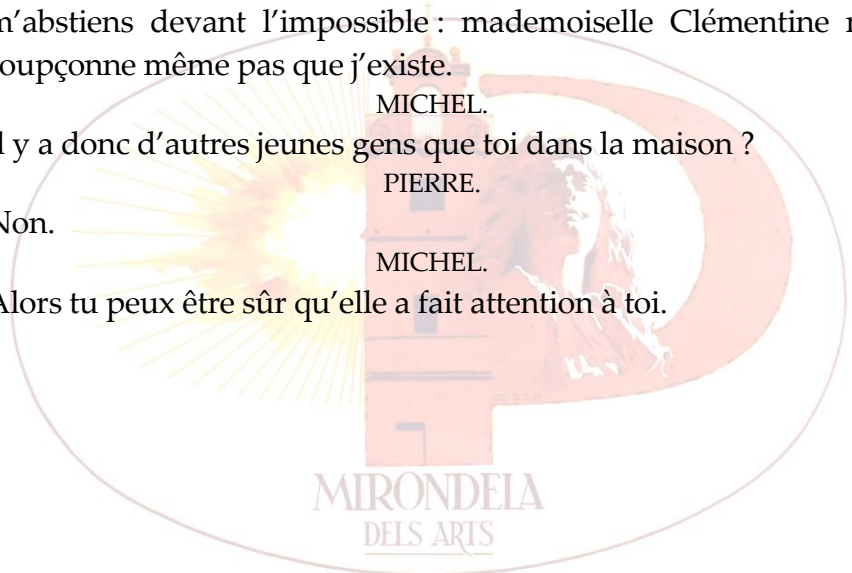 m’abstiens devant l’impossible : mademoiselle Clémentine
oupçonne même pas que j’existe.
MICHEL.
l y a donc d’autres jeunes gens que toi dans la maison ?
PIERRE.
Non.
MICHEL.
Alors tu peux être sûr qu’elle a fait attention à toi.
MIRONDELA
DELS ARTS